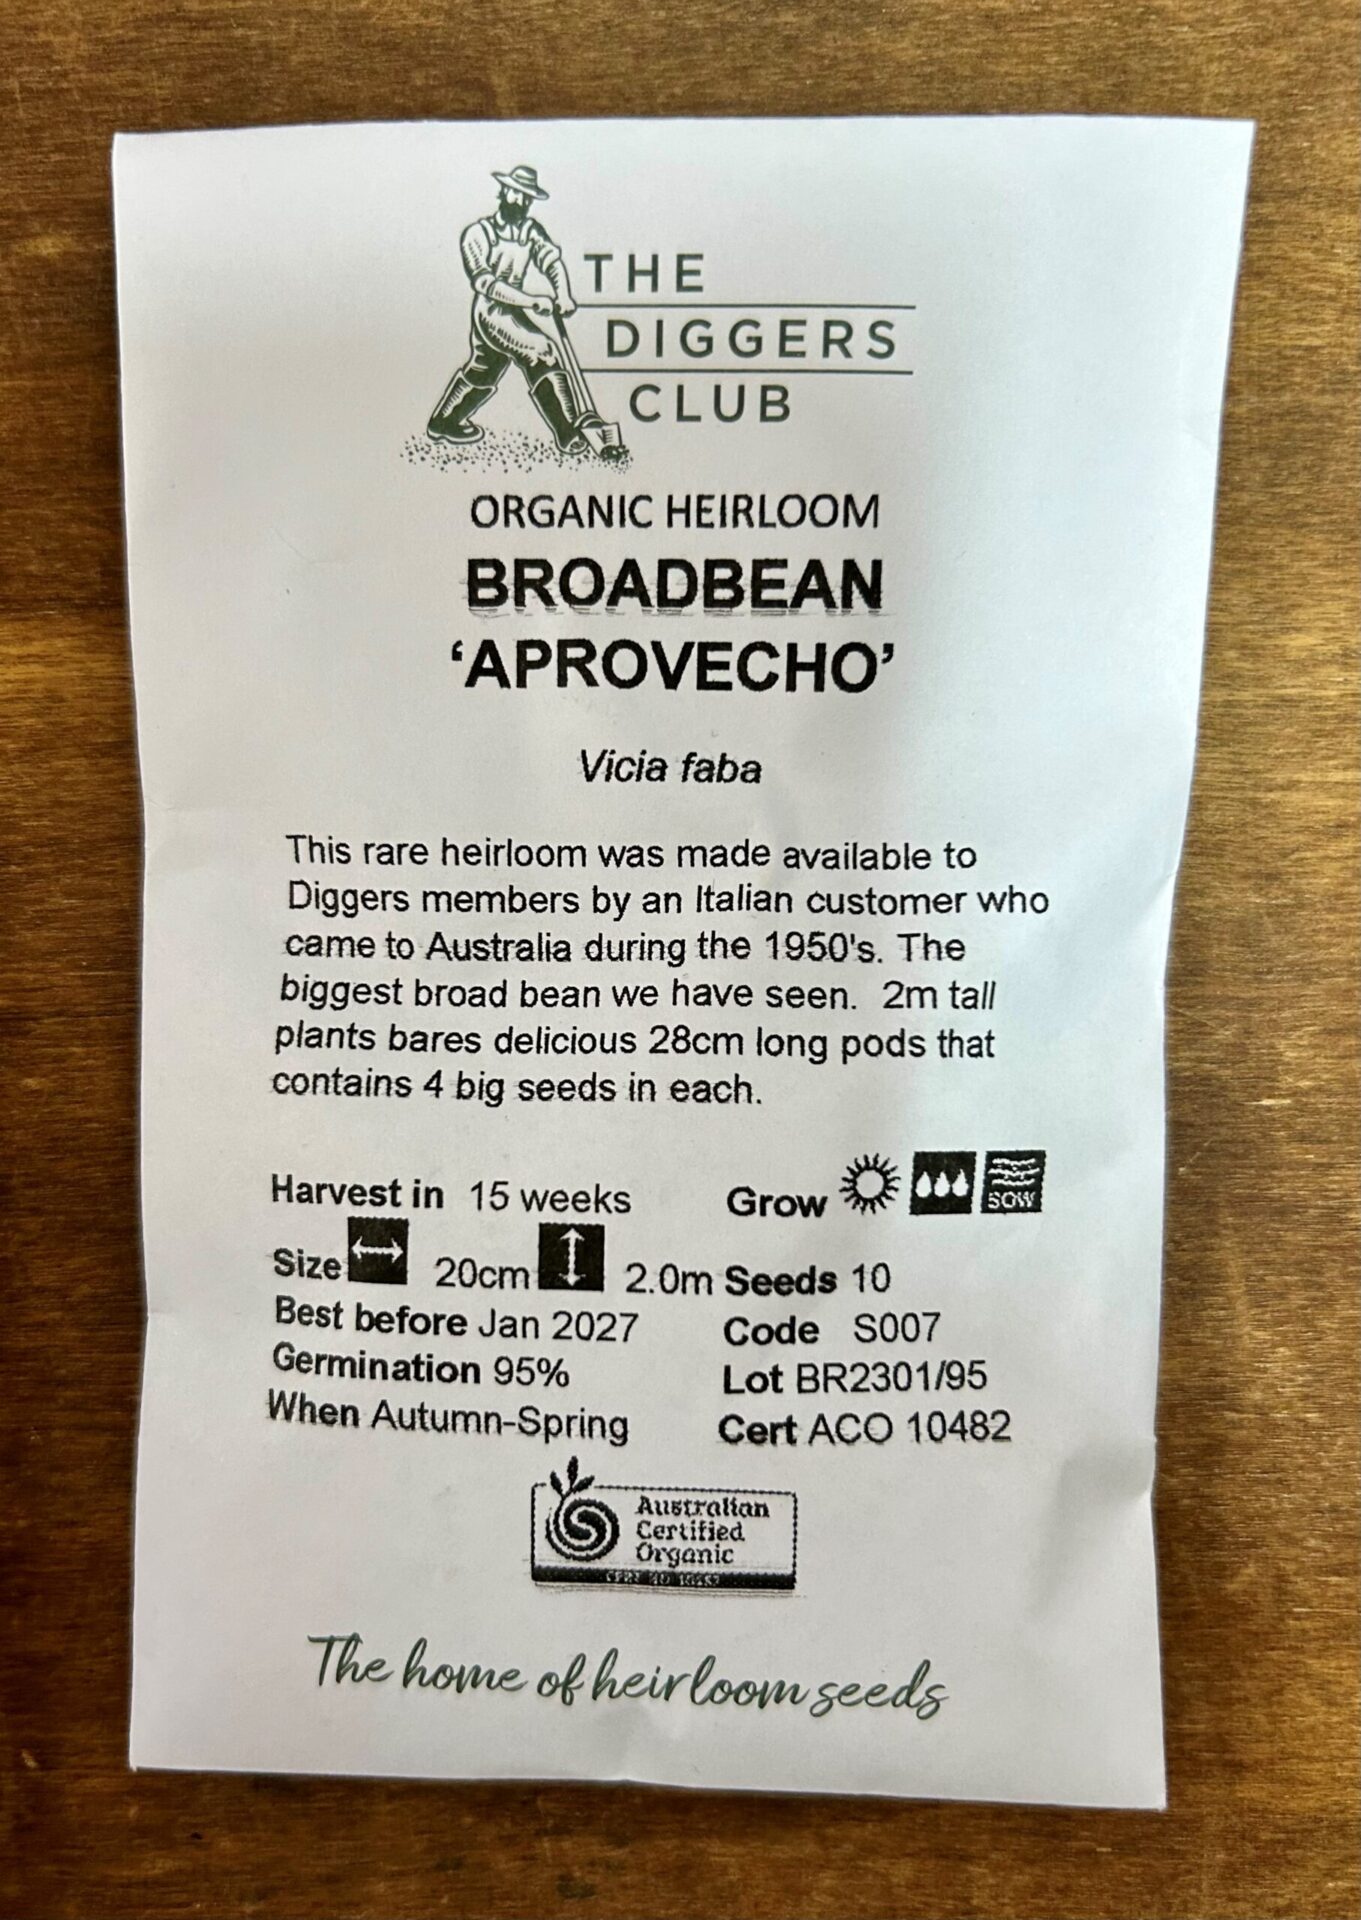 THE
DIGGERS
CLUB
ORGANIC HEIRLOOM
BROADBEAN
‘APROVECHO’
Vicia faba
This rare heirloom was made available to
Diggers members by an Italian customer who
came to Australia during the 1950's. The
biggest broad bean we have seen. 2m tall
plants bares delicious 28cm long pods that
contains 4 big seeds in each.
Harvest in 15 weeks Grow SOW
Size 20cm 2.0m Seeds 10
Best before Jan 2027 Code S007
Germination 95% Lot BR2301/95
When Autumn-Spring Cert ACO 10482
Australian
Certified
Organic
The home of heirloom seeds